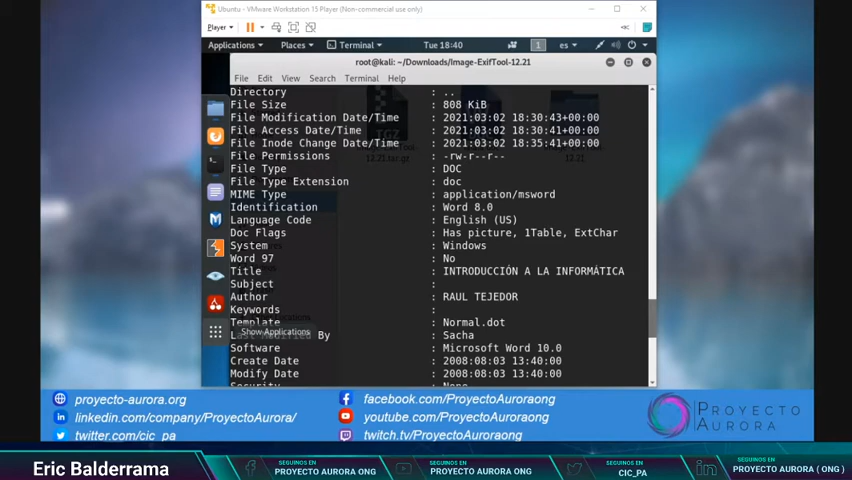 Ubuntu - VMware Workstation 15 Player (Non-commercial use only)
Player
Applications Places Terminal Tue 18:40 1 es
root@kali: ~/Downloads/Image-ExifTool-12.21
File Edit View Search Terminal Help
Directory : ..
File Size : 808 KiB
File Modification Date/Time : 2021:03:02 18:30:43+00:00
File Access Date/Time : 2021:03:02 18:30:41+00:00
File Inode Change Date/Time : 2021:03:02 18:35:41+00:00
File Permissions : -rw-r--r--
File Type : DOC
File Type Extension : doc
MIME Type : application/msword
Identification : Word 8.0
Language Code : English (US)
Doc Flags : Has picture, 1Table, ExtChar
System : Windows
Word 97 : No
Title : INTRODUCCIÓN A LA INFORMÁTICA
Subject :
Author : RAUL TEJEDOR
Keywords :
Template : Normal.dot
Show Applications
Last Modified By : Sacha
Software : Microsoft Word 10.0
Create Date : 2008:08:03 13:40:00
Modify Date : 2008:08:03 13:40:00
Security : None
proyecto-aurora.org
linkedin.com/company/ProyectoAurora/
twitter.com/cic_pa
facebook.com/ProyectoAuroraong
youtube.com/ProyectoAuroraong
twitch.tv/ProyectoAuroraong
PROYECTO
AURORA
Eric Balderrama
SEGUINOS EN
PROYECTO AURORA ONG
SEGUINOS EN
PROYECTO AURORA ONG
SEGUINOS EN
CIC_PA
SEGUINOS EN
PROYECTO AURORA ( ONG )